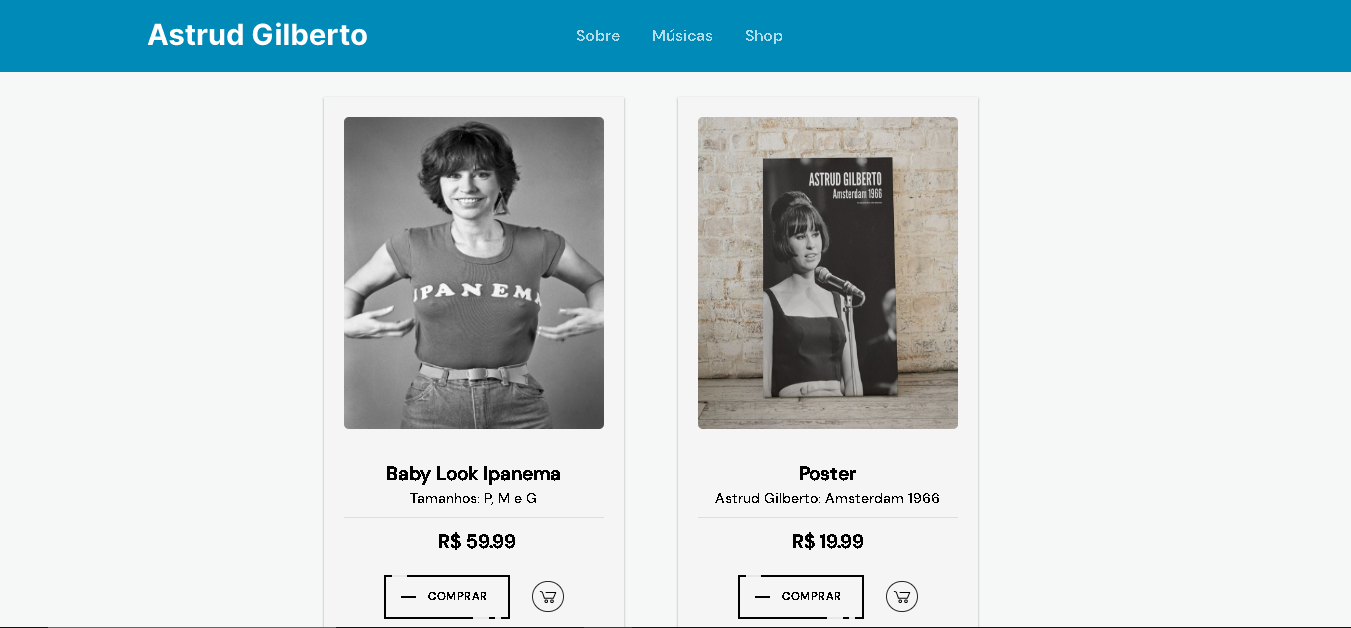 Astrud Gilberto
Sobre
Músicas
Shop
IPANEMA
ASTRUD GILBERTO
Amsterdam 1966
Baby Look Ipanema
Tamanhos: P, M e G
R$ 59.99
COMPRAR
Poster
Astrud Gilberto: Amsterdam 1966
R$ 19.99
COMPRAR